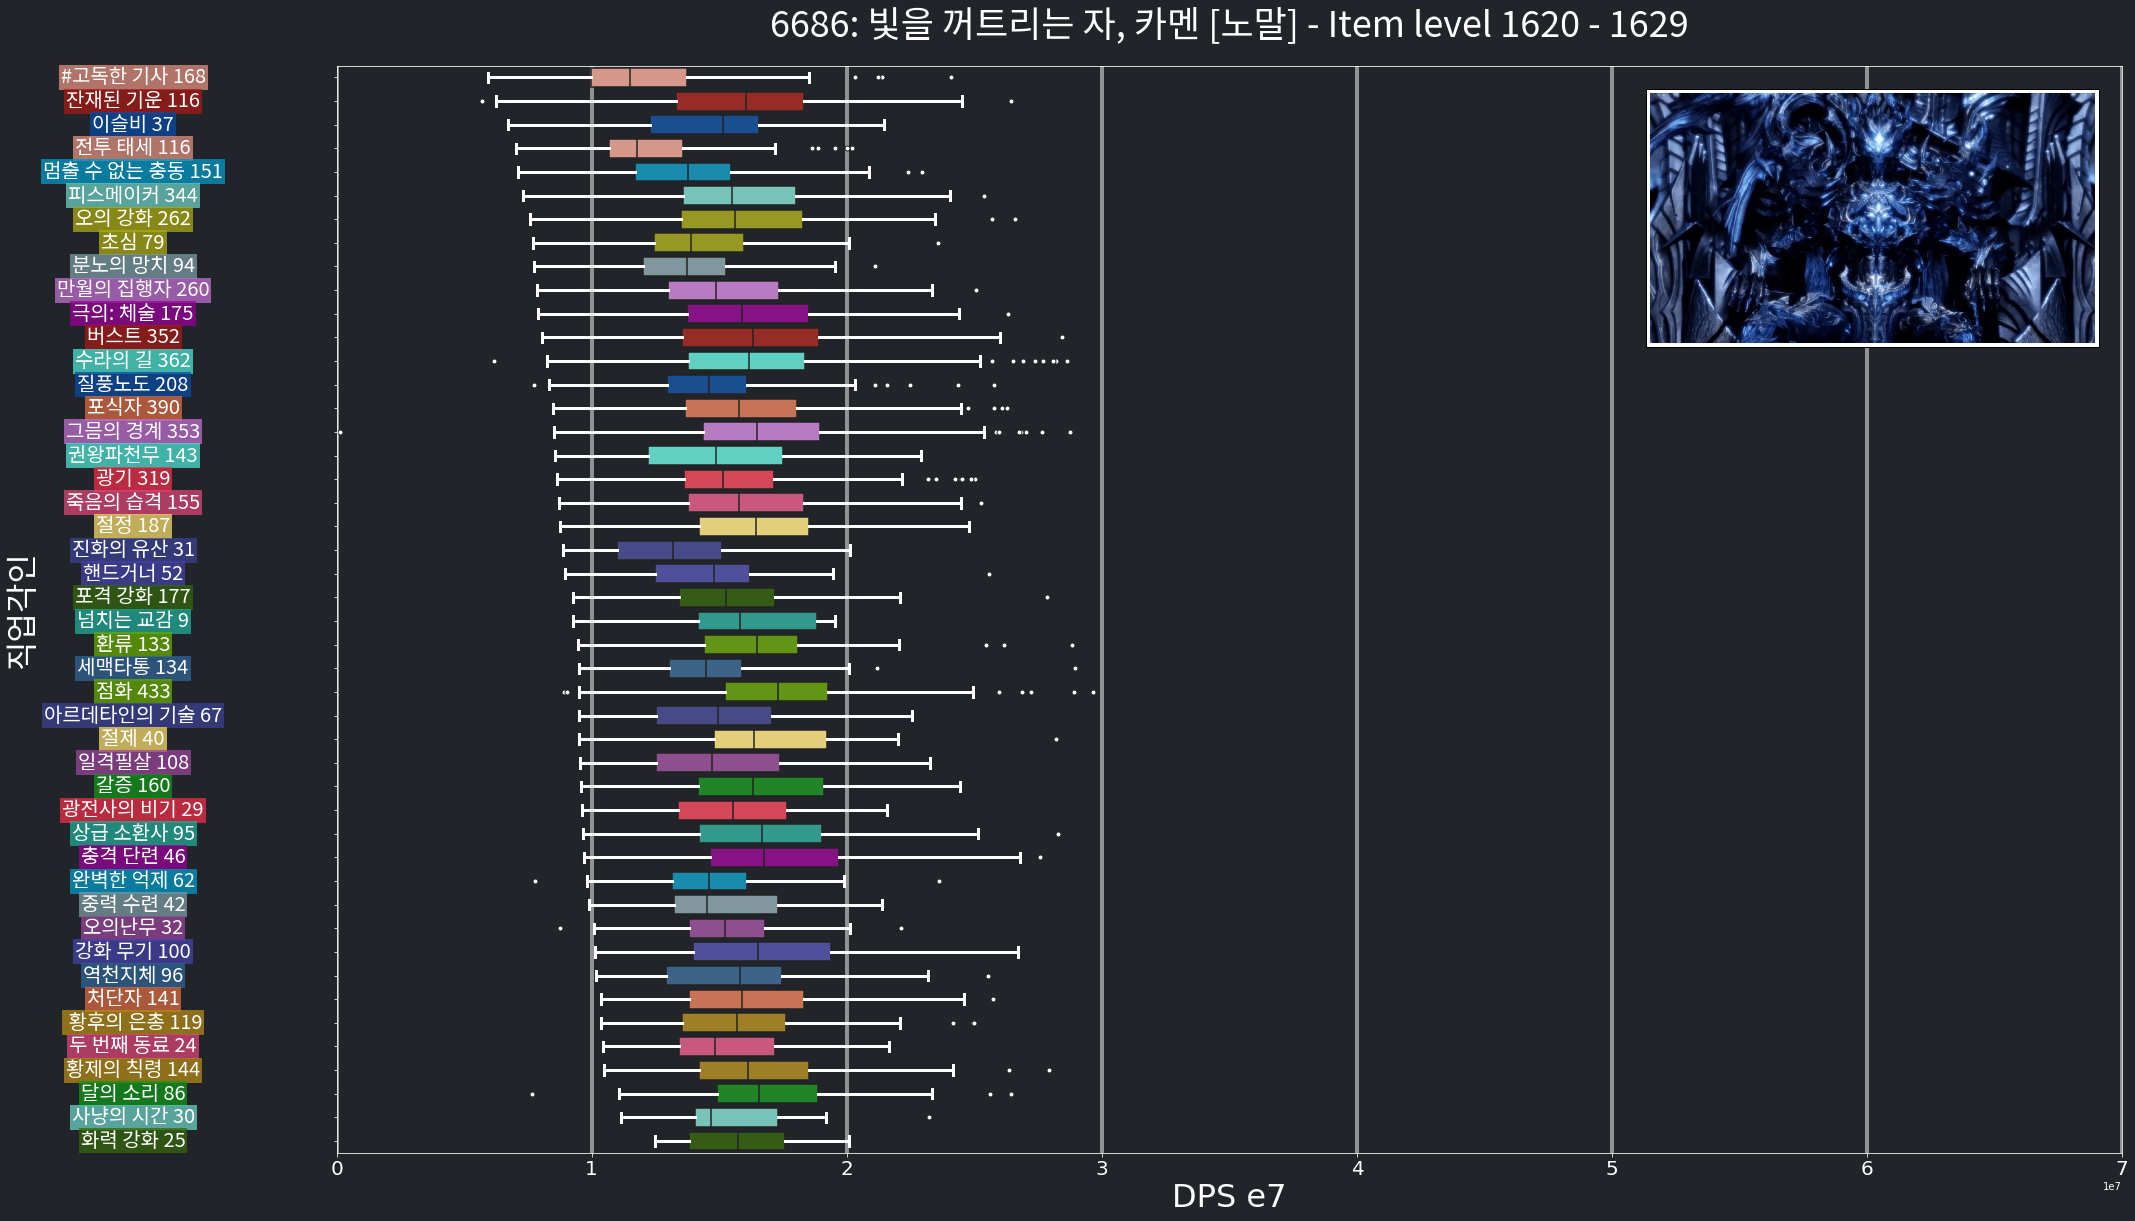 6686: 빛을 꺼트리는 자, 카멘 [노말] - Item level 1620 - 1629
#고독한 기사 168
잔재된 기운 116
이슬비 37
전투 태세 116
멈출 수 없는 충동 151
피스메이커 344
오의 강화 262
초심 79
분노의 망치 94
만월의 집행자 260
극의: 체술 175
버스트 352
수라의 길 362
질풍노도 208
포식자 390
그믐의 경계 353
권왕파천무 143
광기 319
죽음의 습격 155
절정 187
진화의 유산 31
핸드거너 52
포격 강화 177
넘치는 교감 9
환류 133
세맥타통 134
점화 433
아르데타인의 기술 67
절제 40
일격필살 108
갈증 160
광전사의 비기 29
상급 소환사 95
충격 단련 46
완벽한 억제 62
중력 수련 42
오의난무 32
강화 무기 100
역천지체 96
처단자 141
황후의 은총 119
두 번째 동료 24
황제의 칙령 144
달의 소리 86
사냥의 시간 30
화력 강화 25
직업각인
0 1 2 3 4 5 6 7
1e7
DPS e7